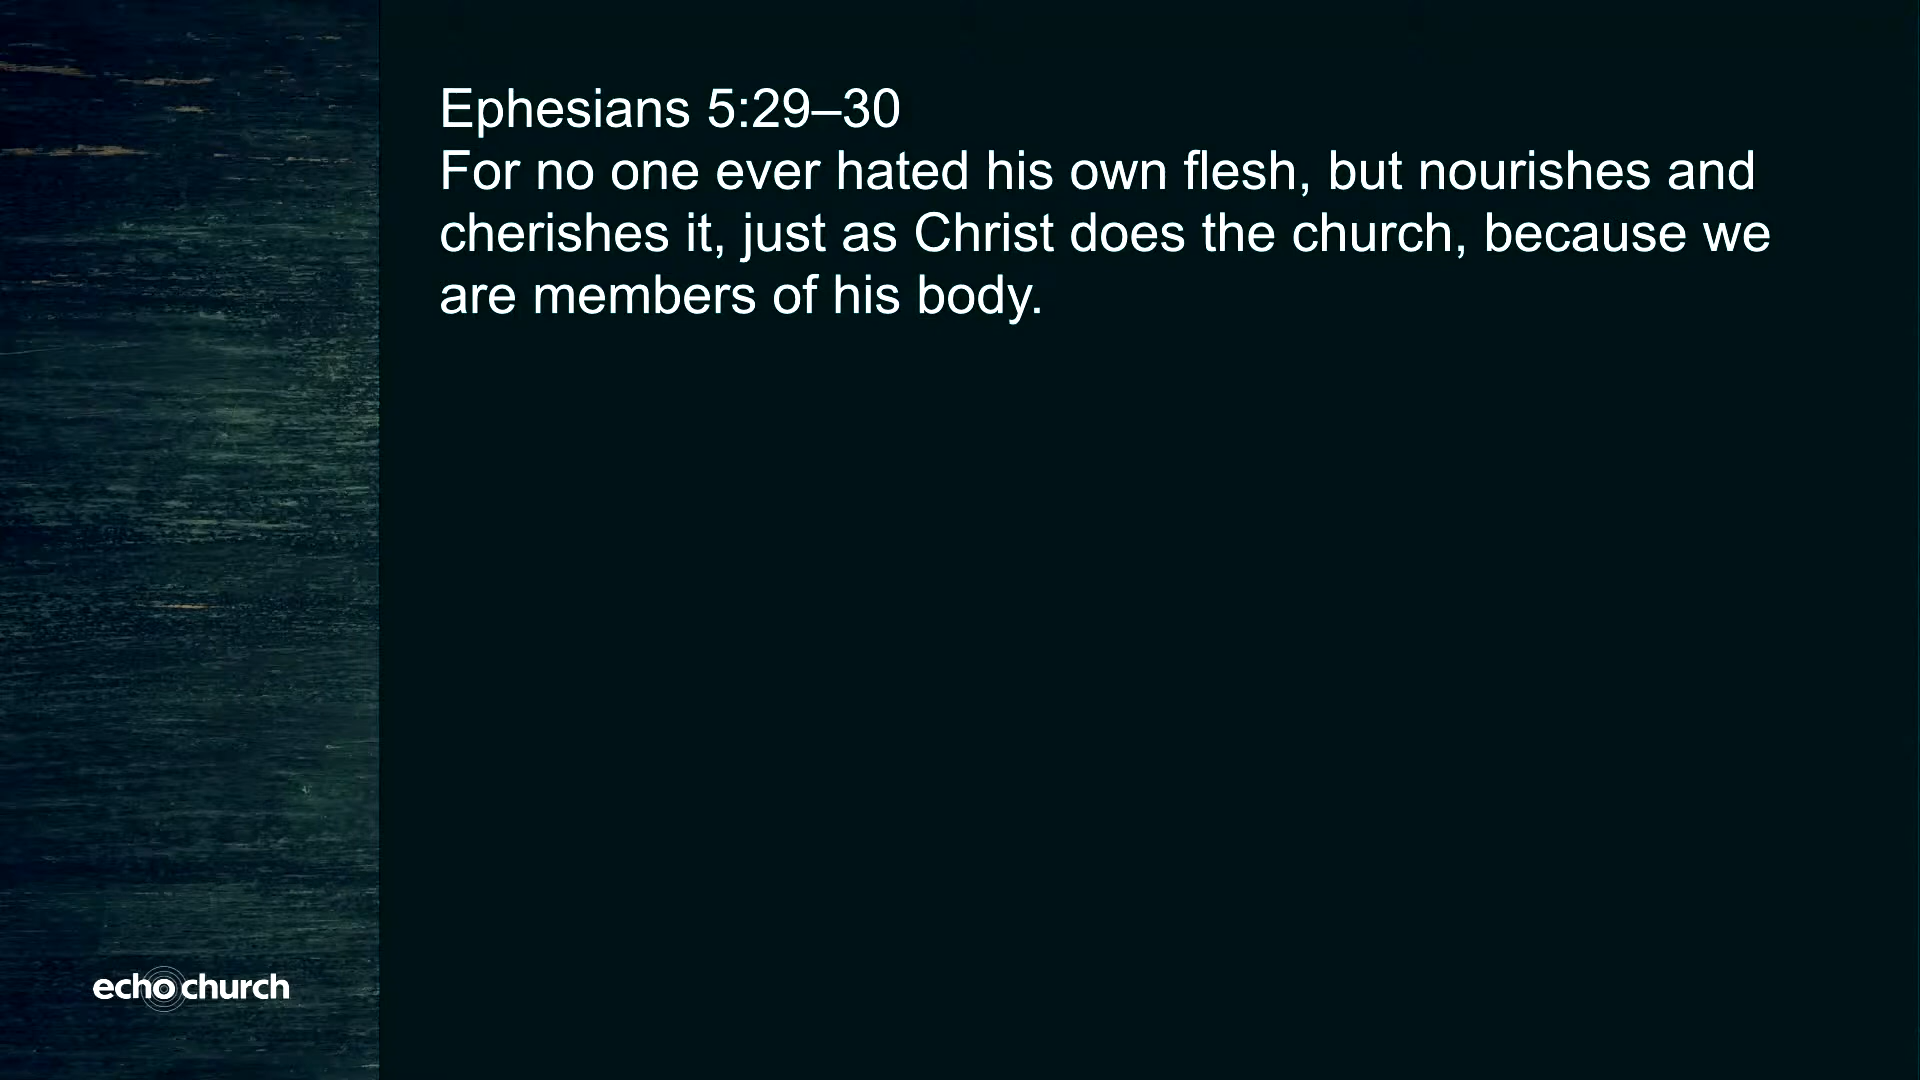 Ephesians 5:29–30
For no one ever hated his own flesh, but nourishes and
cherishes it, just as Christ does the church, because we
are members of his body.
echo church